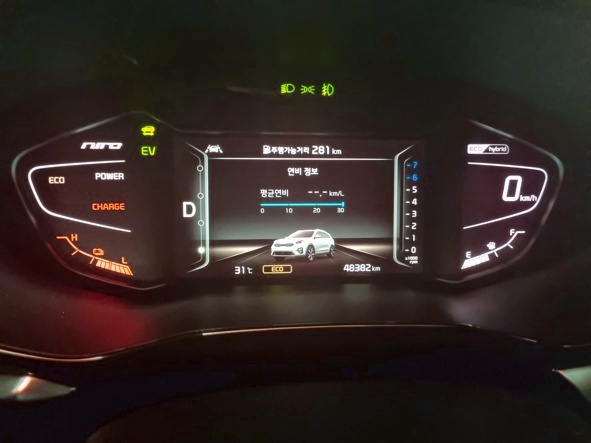 NIRO
EV
주행가능거리 281 km
ECO hybrid
ECO POWER
CHARGE
연비 정보
평균연비 --.- km/L
0 10 20 30
D
7
6
5
4
3
2
1
0
x1000
rpm
0 km/h
H L
E F
31℃ ECO 48382 km